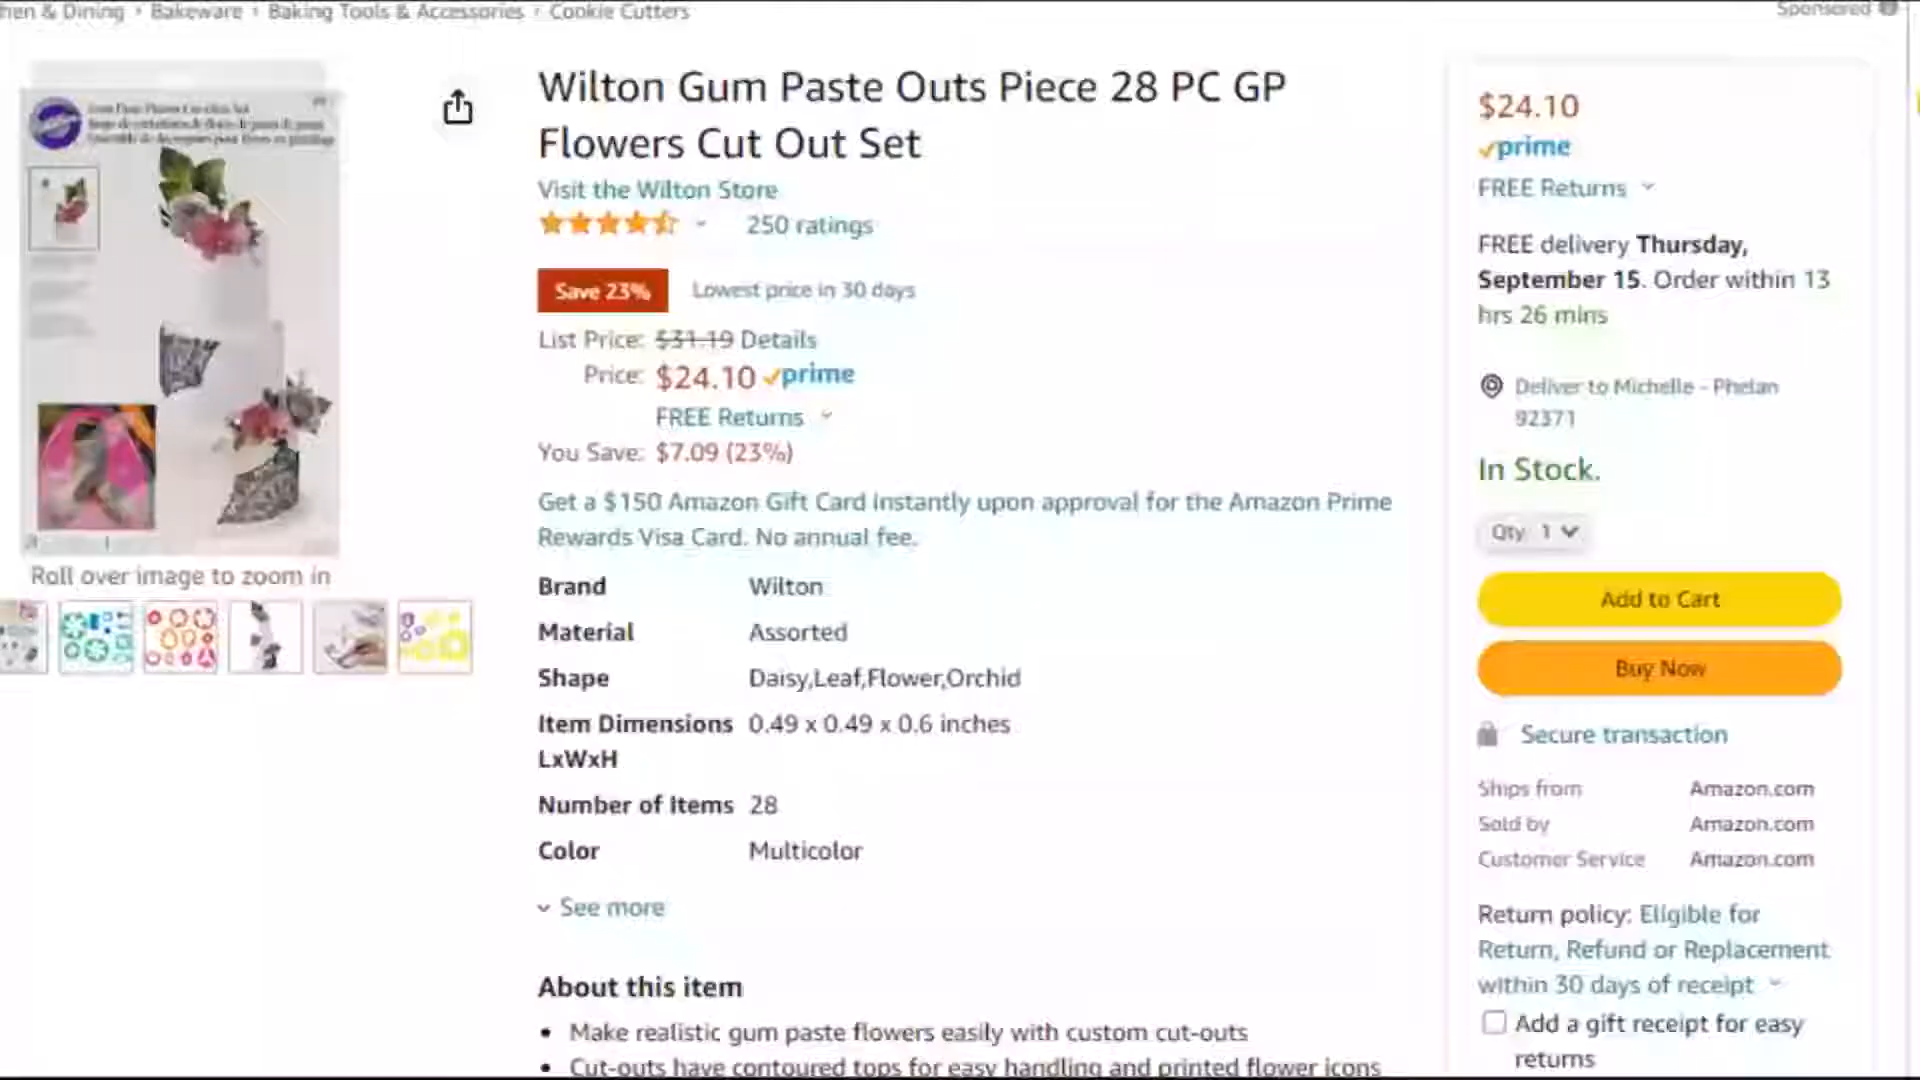 & Dining › Bakeware › Baking Tools & Accessories › Cookie Cutters
Sponsored
Wilton Gum Paste Outs Piece 28 PC GP
Flowers Cut Out Set
Visit the Wilton Store
250 ratings
Save 23%
Lowest price in 30 days
List Price: $31.19 Details
Price: $24.10 prime
FREE Returns
You Save: $7.09 (23%)
Get a $150 Amazon Gift Card instantly upon approval for the Amazon Prime
Rewards Visa Card. No annual fee.
Brand Wilton
Material Assorted
Shape Daisy,Leaf,Flower,Orchid
Item Dimensions 0.49 x 0.49 x 0.6 inches
LxWxH
Number of Items 28
Color Multicolor
See more
About this item
• Make realistic gum paste flowers easily with custom cut-outs
• Cut-outs have contoured tops for easy handling and printed flower icons
Roll over image to zoom in
$24.10
prime
FREE Returns
FREE delivery Thursday,
September 15. Order within 13
hrs 26 mins
Deliver to Michelle - Phelan
92371
In Stock.
Qty: 1
Add to Cart
Buy Now
Secure transaction
Ships from Amazon.com
Sold by Amazon.com
Customer Service Amazon.com
Return policy: Eligible for
Return, Refund or Replacement
within 30 days of receipt
Add a gift receipt for easy
returns